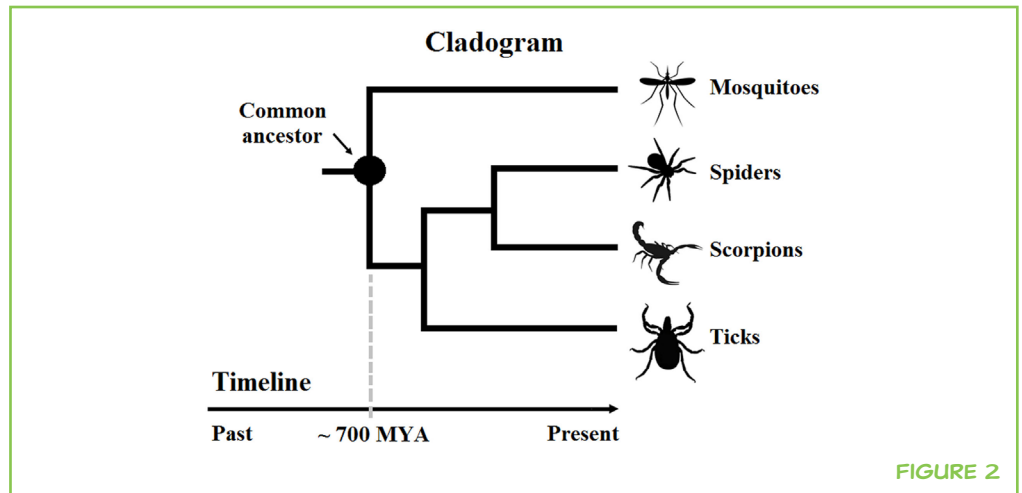 Cladogram
Common
ancestor
Mosquitoes
Spiders
Scorpions
Ticks
Timeline
Past
~ 700 MYA
Present
FIGURE 2